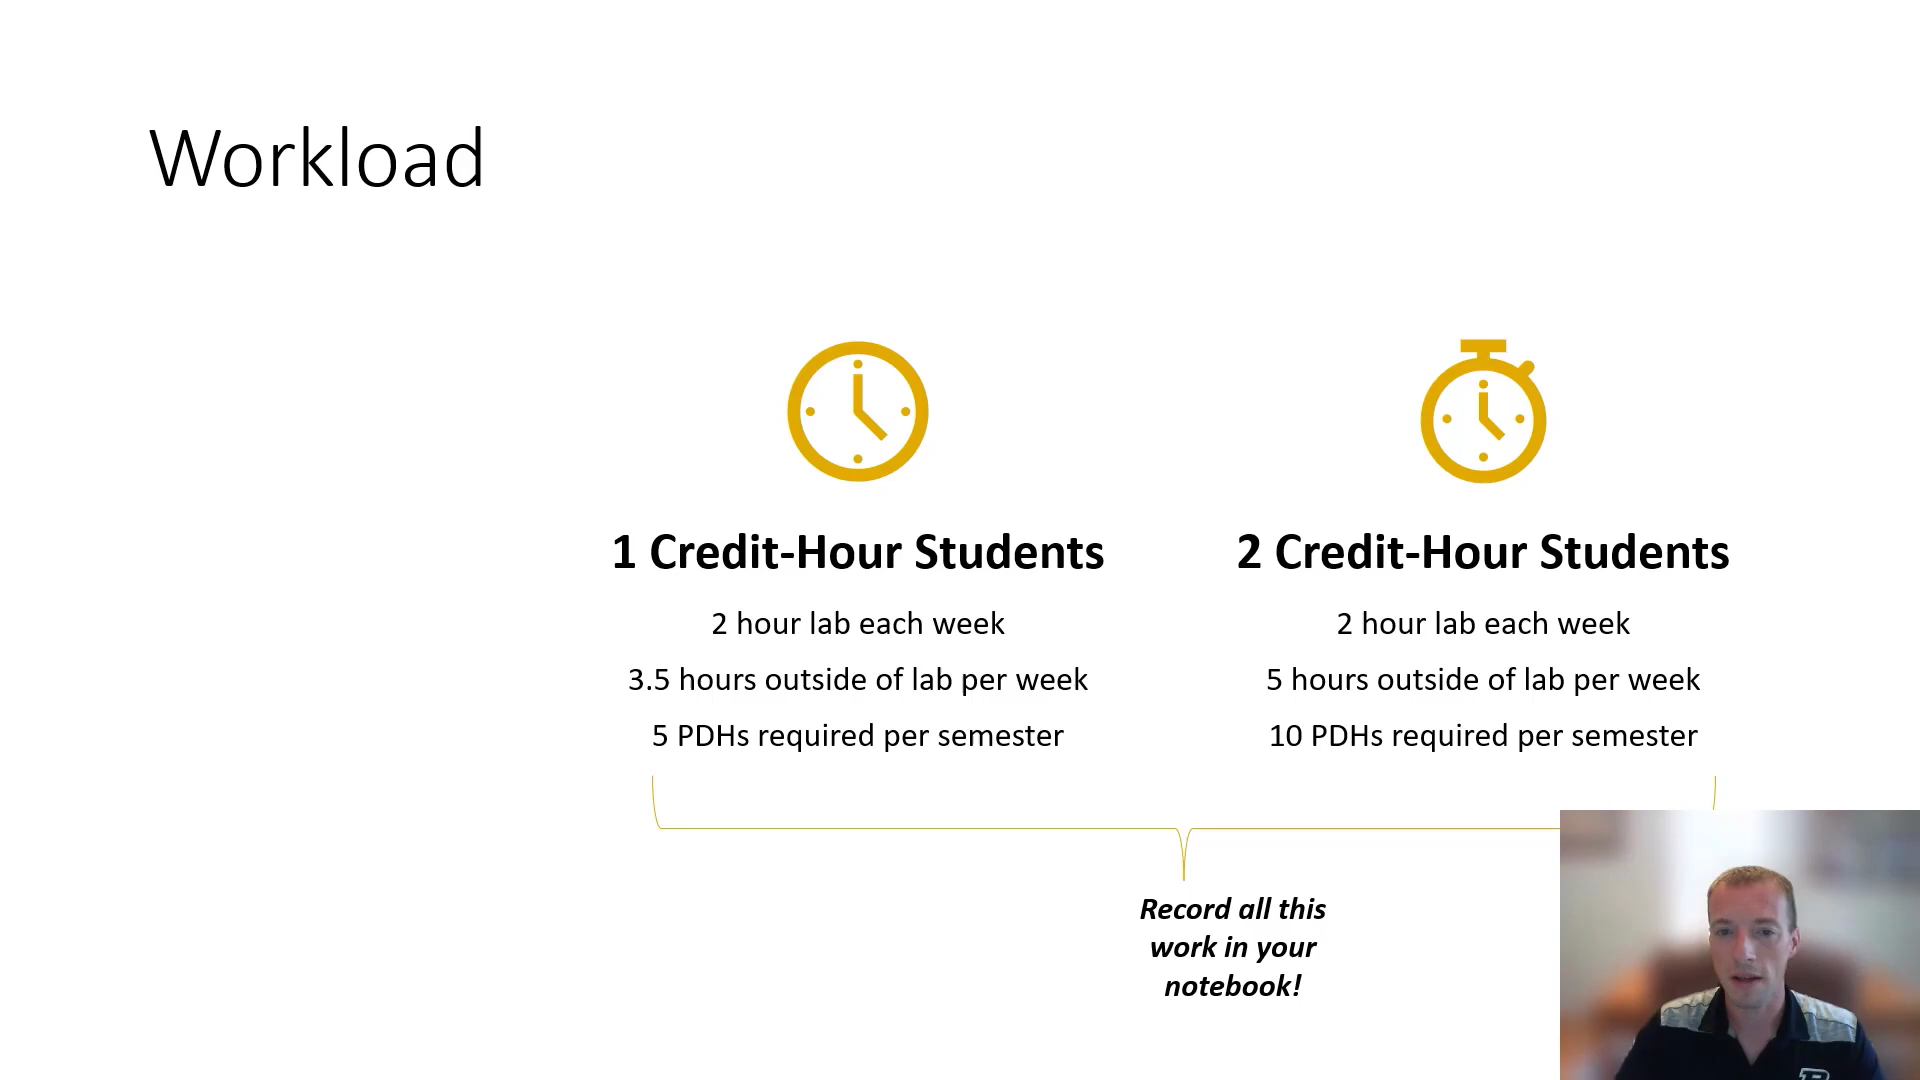 Workload
1 Credit-Hour Students
2 hour lab each week
3.5 hours outside of lab per week
5 PDHs required per semester
2 Credit-Hour Students
2 hour lab each week
5 hours outside of lab per week
10 PDHs required per semester
Record all this
work in your
notebook!